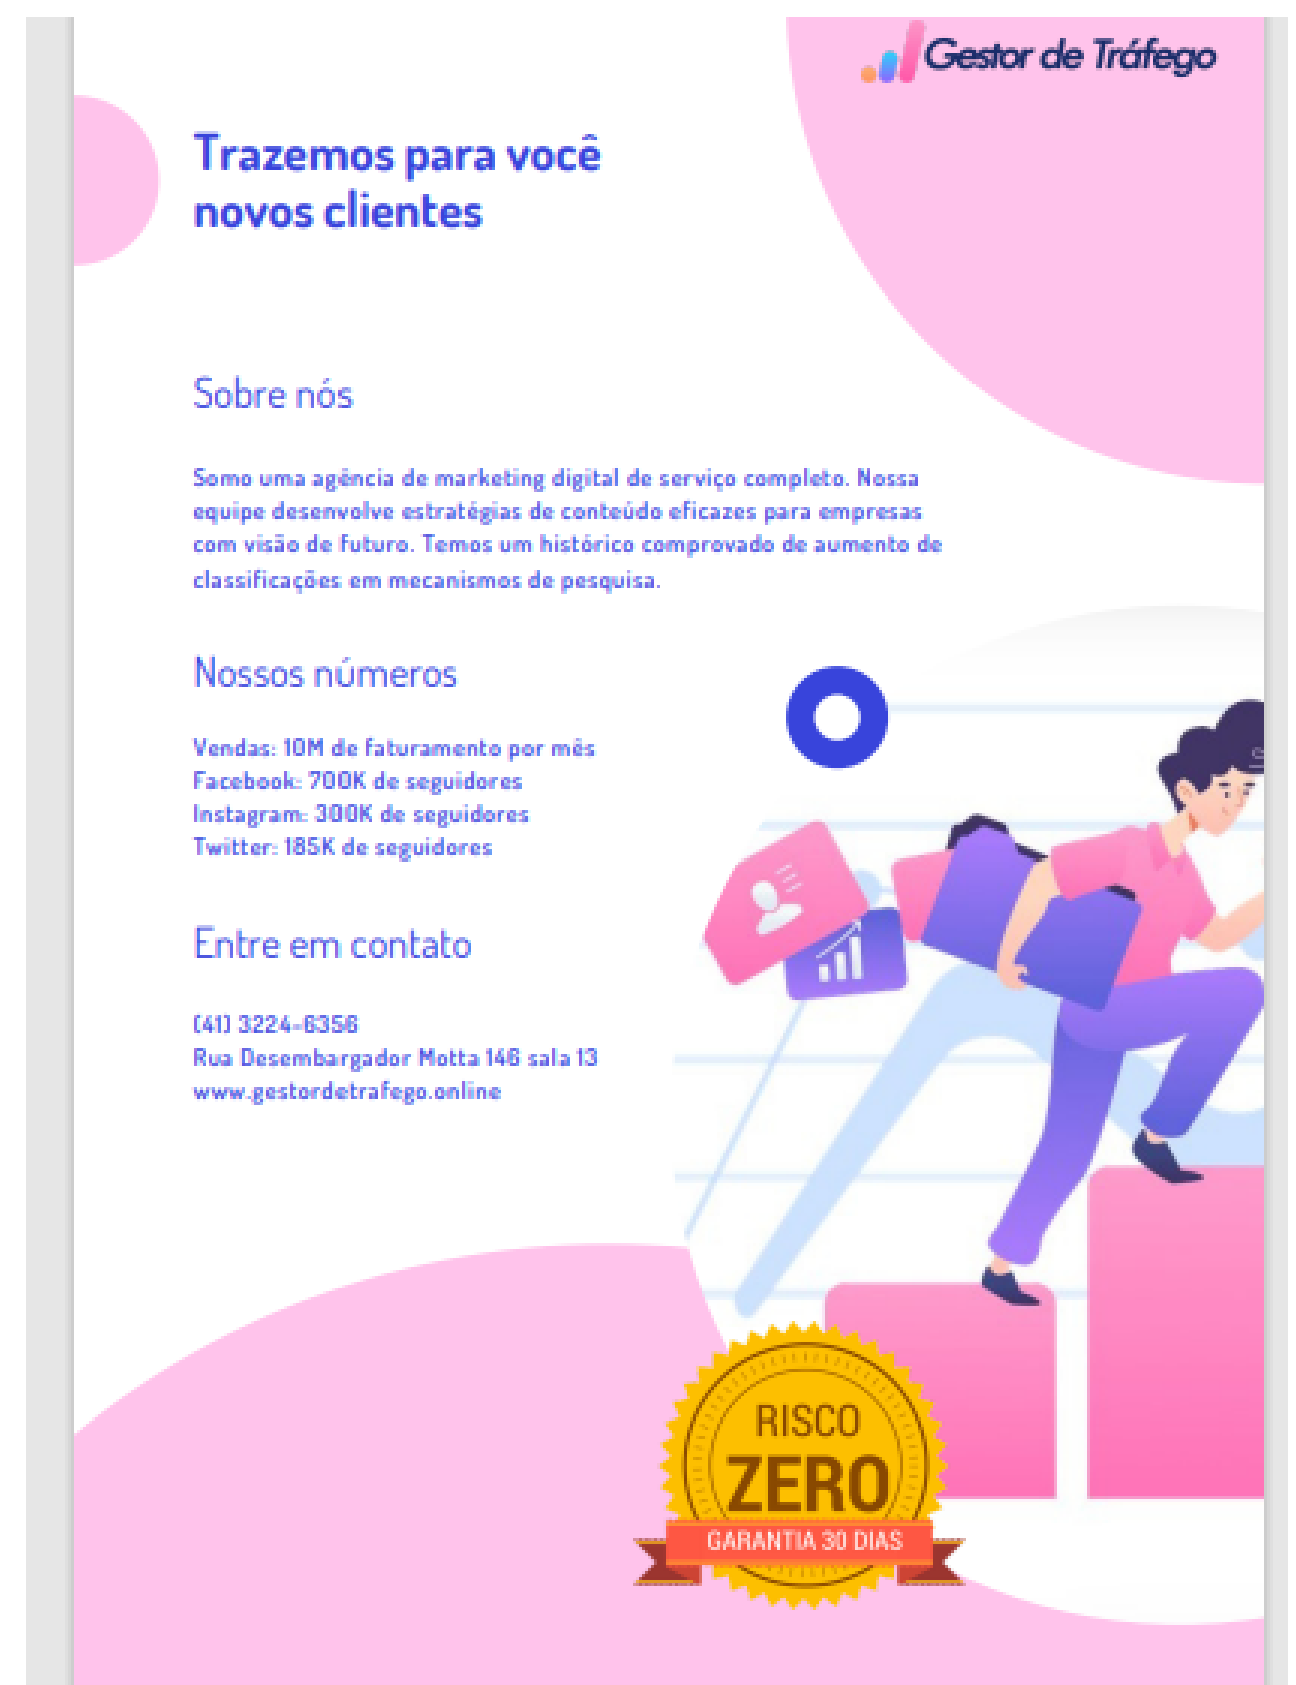 Gestor de Tráfego
Trazemos para você
novos clientes
Sobre nós
Somo uma agência de marketing digital de serviço completo. Nossa
equipe desenvolve estratégias de conteúdo eficazes para empresas
com visão de futuro. Temos um histórico comprovado de aumento de
classificações em mecanismos de pesquisa.
Nossos números
Vendas: 10M de faturamento por mês
Facebook: 700K de seguidores
Instagram: 300K de seguidores
Twitter: 185K de seguidores
Entre em contato
(41) 3224-6356
Rua Desembargador Motta 146 sala 13
www.gestordetrafego.online
RISCO
ZERO
GARANTIA 30 DIAS